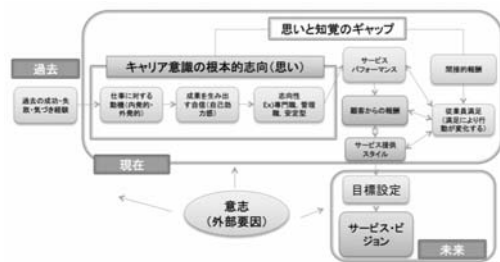 思いと知覚のギャップ
過去
キャリア意識の根本的志向(思い)
サービス
パフォーマンス
間接的報酬
過去の成功・失
敗・気づき経験
仕事に対する
動機(内発的・
外発的)
成果を生み出
す自信(自己効
力感)
志向性
Ex)専門職、管理
職、安定型
顧客からの報酬
従業員満足
(満足により行
動が変化する)
サービス提供
スタイル
現在
意志
(外部要因)
目標設定
サービス・ビ
ジョン
未来